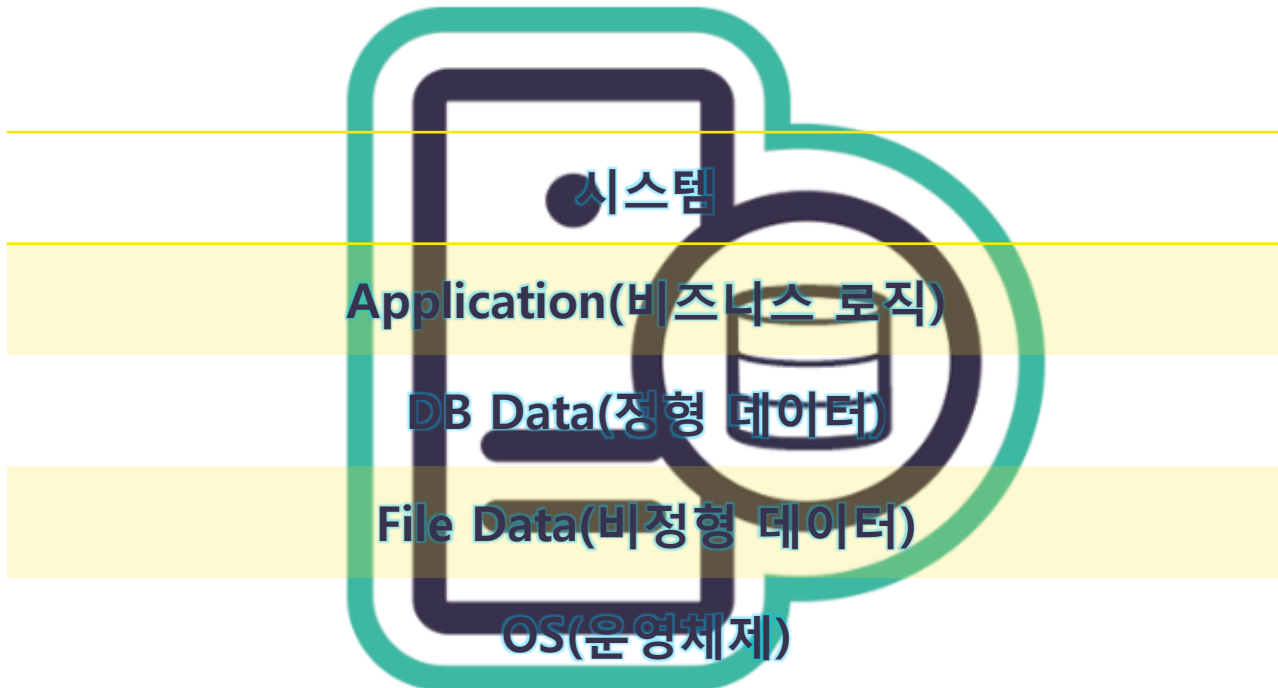 시스템
Application(비즈니스 로직)
DB Data(정형 데이터)
File Data(비정형 데이터)
OS(운영체제)